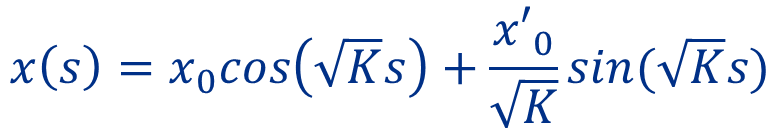 x(s) = x₀cos(√K s) + x′₀/√K sin(√K s)